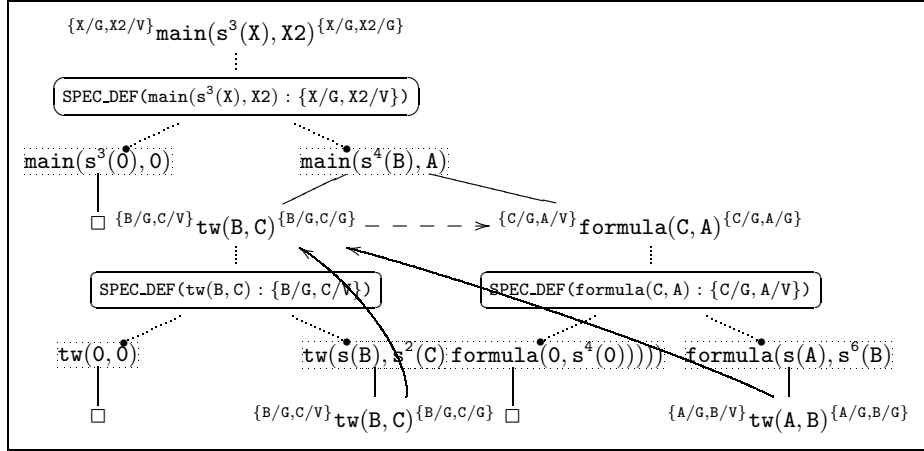 {X/G,X2/V}main(s³(X),X2){X/G,X2/G}
SPEC_DEF(main(s³(X),X2) : {X/G,X2/V})
main(s³(0),0) main(s⁴(B),A)
□ {B/G,C/V}tw(B,C){B/G,C/G} {C/G,A/V}formula(C,A){C/G,A/G}
SPEC_DEF(tw(B,C) : {B/G,C/V}) SPEC_DEF(formula(C,A) : {C/G,A/V})
tw(0,0) tw(s(B),s²(C) formula(0,s⁴(0))))) formula(s(A),s⁶(B)
□ {B/G,C/V}tw(B,C){B/G,C/G} □ {A/G,B/V}tw(A,B){A/G,B/G}